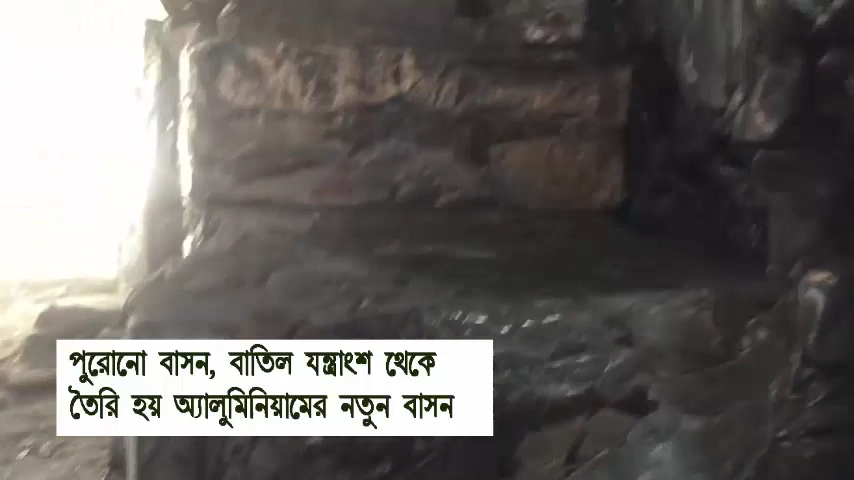 পুরোনো বাসন, বাতিল যন্ত্রাংশ থেকে
তৈরি হয় অ্যালুমিনিয়ামের নতুন বাসন